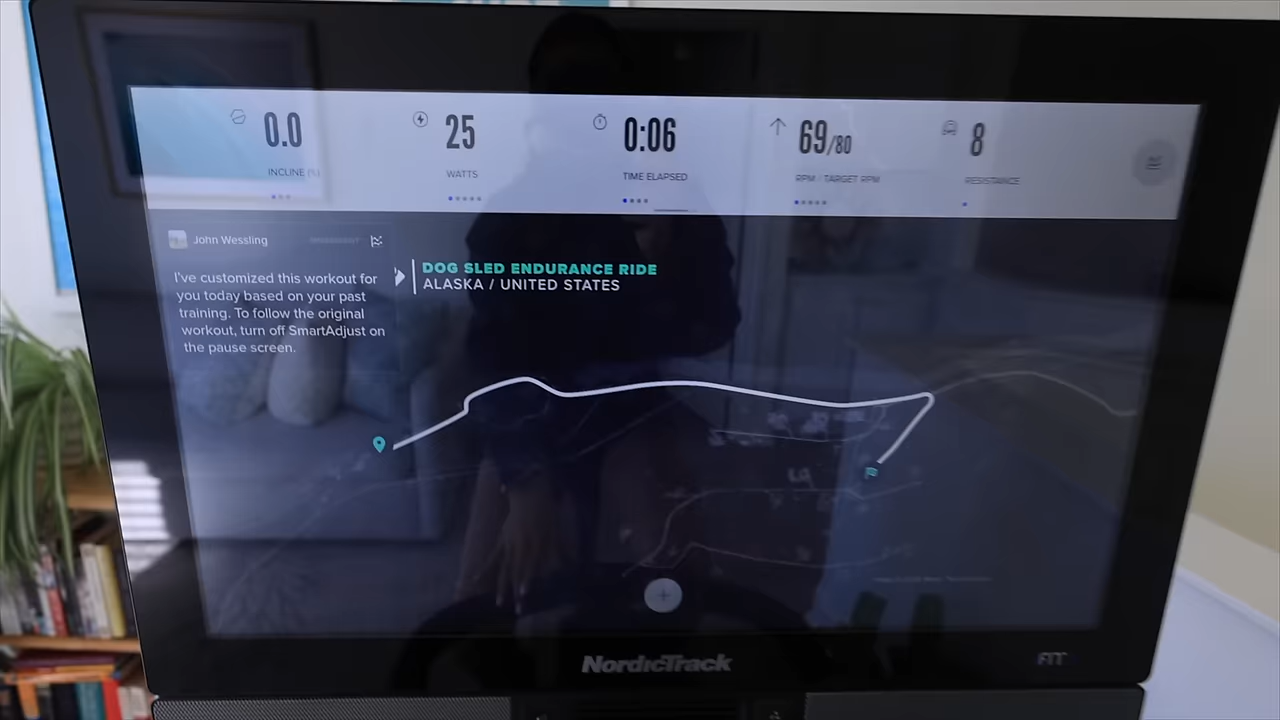 0.0
INCLINE (%)
25
WATTS
0:06
TIME ELAPSED
69/80
RPM / TARGET RPM
8
RESISTANCE
John Wessling
I've customized this workout for
you today based on your past
training. To follow the original
workout, turn off SmartAdjust on
the pause screen.
DOG SLED ENDURANCE RIDE
ALASKA / UNITED STATES
NordicTrack
FIT